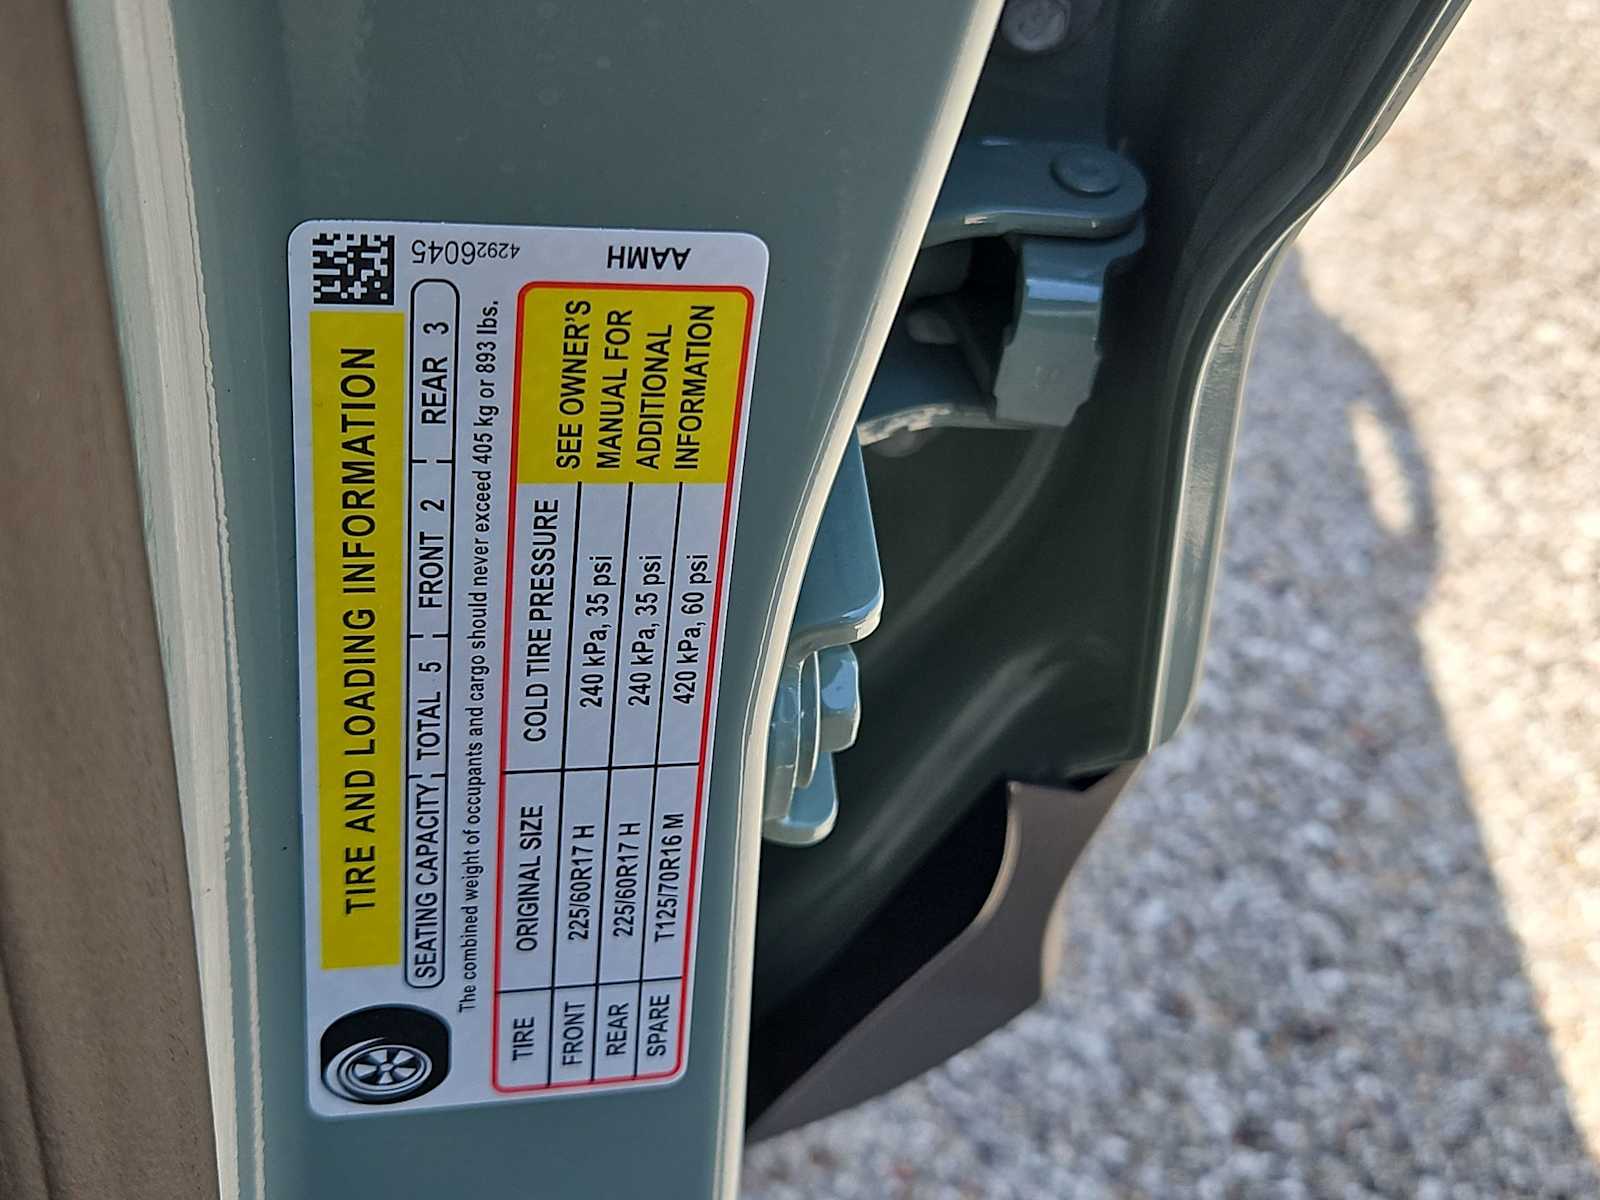 TIRE AND LOADING INFORMATION
SEATING CAPACITY TOTAL 5 FRONT 2 REAR 3
The combined weight of occupants and cargo should never exceed 405 kg or 893 lbs.
TIRE ORIGINAL SIZE COLD TIRE PRESSURE
FRONT 225/60R17 H 240 kPa, 35 psi
REAR 225/60R17 H 240 kPa, 35 psi
SPARE T125/70R16 M 420 kPa, 60 psi
SEE OWNER'S
MANUAL FOR
ADDITIONAL
INFORMATION
42926045
AAMH